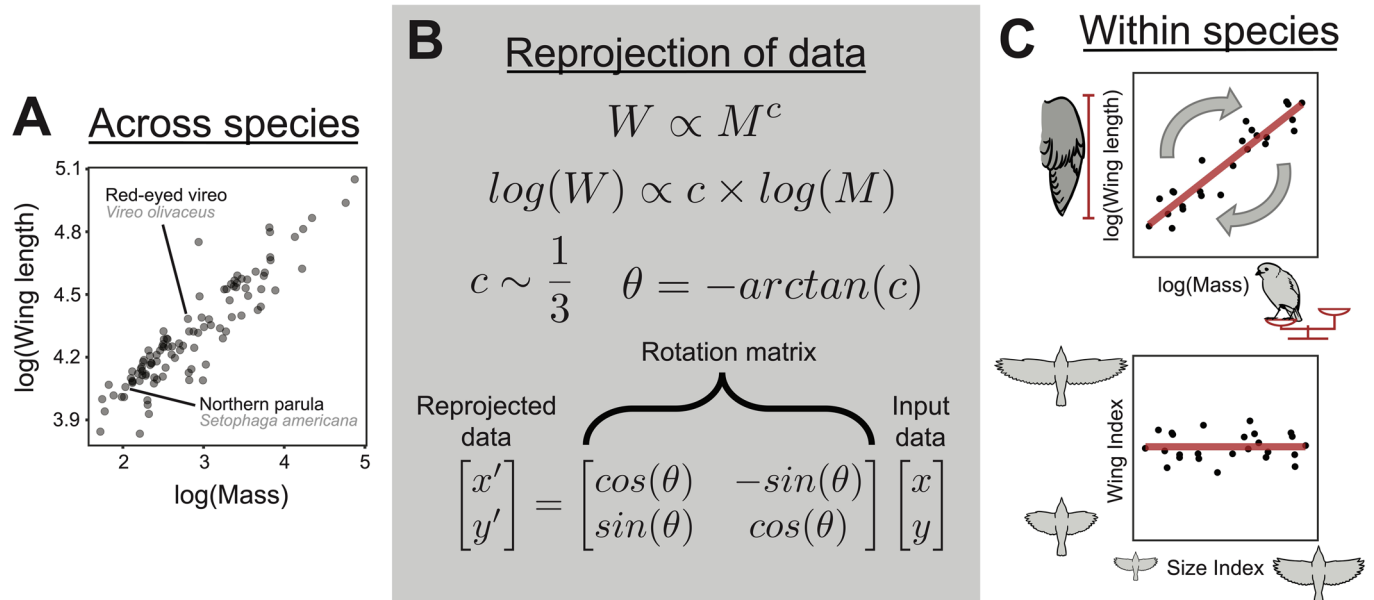 A
Across species
5.1
4.8
4.5
4.2
3.9
log(Wing length)
Red-eyed vireo
Vireo olivaceus
Northern parula
Setophaga americana
2 3 4 5
log(Mass)
B
Reprojection of data
W ∝ M^c
log(W) ∝ c × log(M)
c ∼ 1/3 θ = −arctan(c)
Rotation matrix
Reprojected
data
Input
data
[x′] = [cos(θ) −sin(θ)] [x]
[y′] [sin(θ) cos(θ)] [y]
C
Within species
log(Wing length)
log(Mass)
Wing Index
Size Index